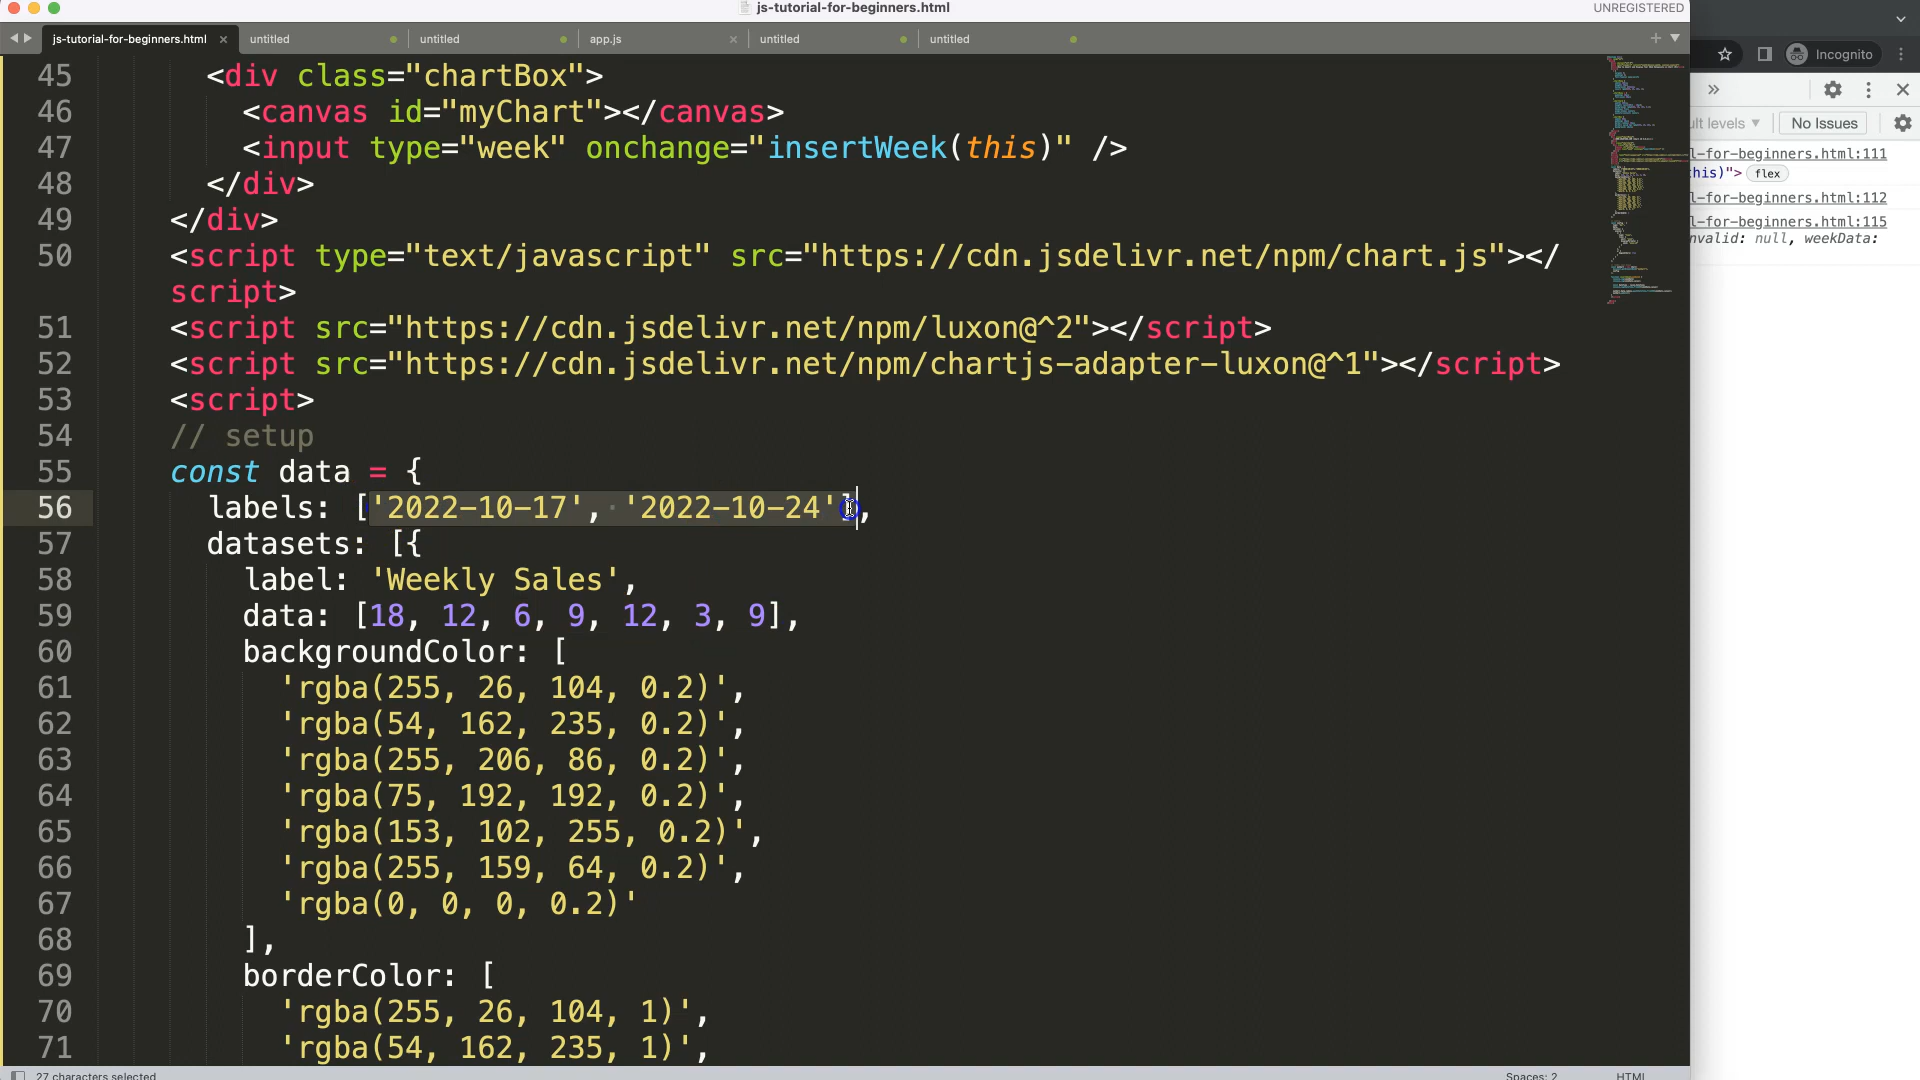 js-tutorial-for-beginners.html
UNREGISTERED
js-tutorial-for-beginners.html × untitled untitled app.js × untitled untitled
Incognito
45 <div class="chartBox">
46 <canvas id="myChart"></canvas>
47 <input type="week" onchange="insertWeek(this)" />
48 </div>
49 </div>
50 <script type="text/javascript" src="https://cdn.jsdelivr.net/npm/chart.js"></
script>
51 <script src="https://cdn.jsdelivr.net/npm/luxon@^2"></script>
52 <script src="https://cdn.jsdelivr.net/npm/chartjs-adapter-luxon@^1"></script>
53 <script>
54 // setup
55 const data = {
56 labels: ['2022-10-17', '2022-10-24'],
57 datasets: [{
58 label: 'Weekly Sales',
59 data: [18, 12, 6, 9, 12, 3, 9],
60 backgroundColor: [
61 'rgba(255, 26, 104, 0.2)',
62 'rgba(54, 162, 235, 0.2)',
63 'rgba(255, 206, 86, 0.2)',
64 'rgba(75, 192, 192, 0.2)',
65 'rgba(153, 102, 255, 0.2)',
66 'rgba(255, 159, 64, 0.2)',
67 'rgba(0, 0, 0, 0.2)'
68 ],
69 borderColor: [
70 'rgba(255, 26, 104, 1)',
71 'rgba(54, 162, 235, 1)',
ult levels ▼ No Issues
l-for-beginners.html:111
his)"> flex
l-for-beginners.html:112
l-for-beginners.html:115
nvalid: null, weekData:
27 characters selected
Spaces: 2
HTML